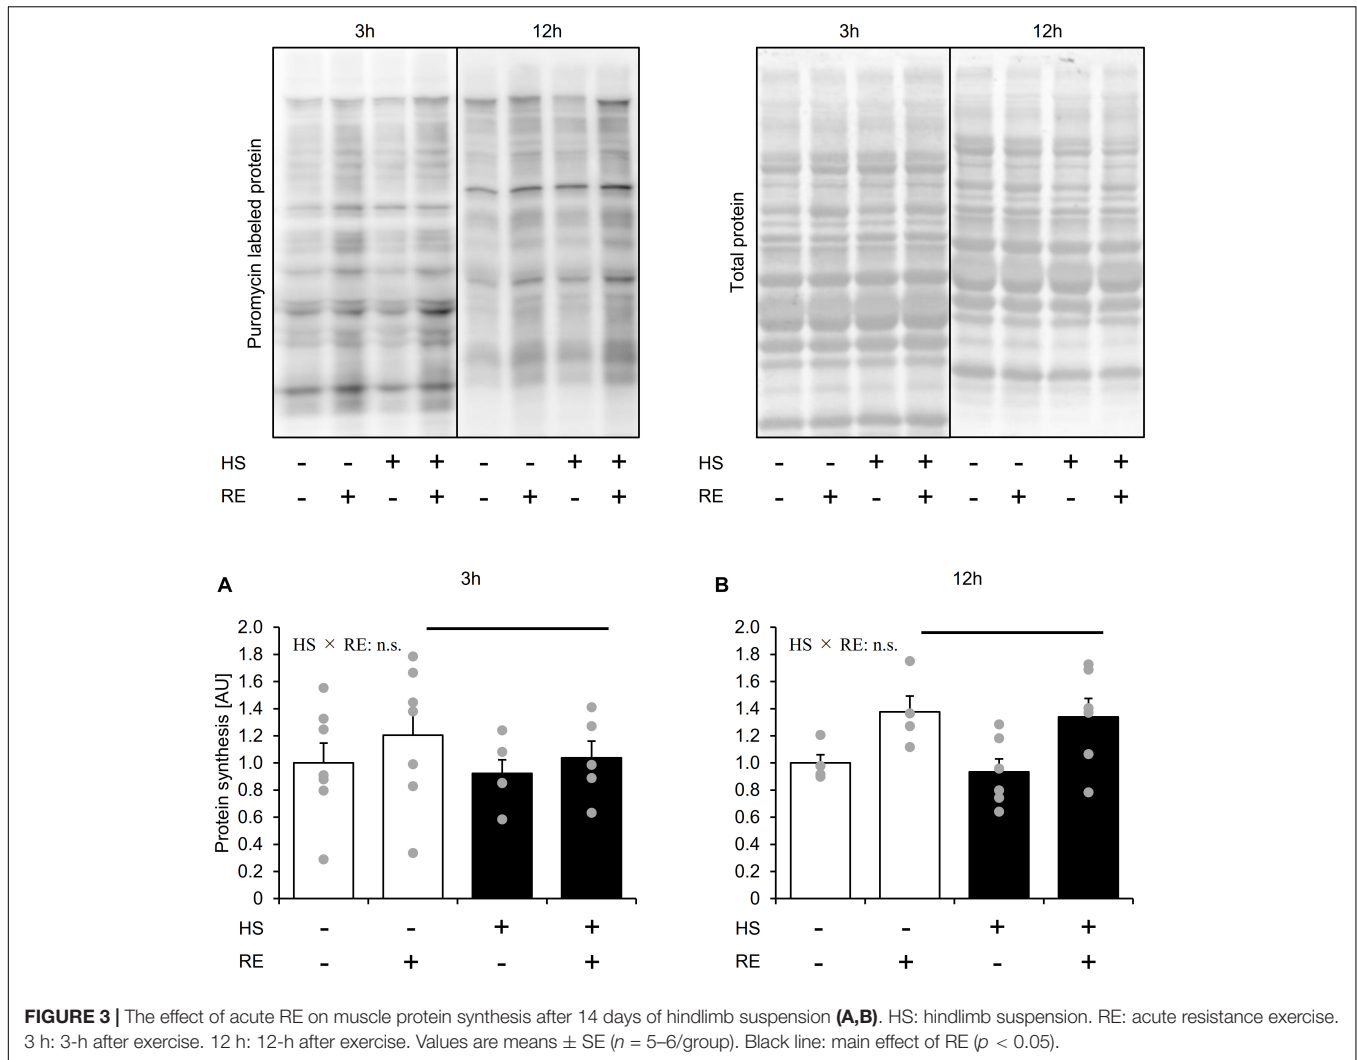 3h 12h
Puromycin labeled protein
HS - - + + - - + +
RE - + - + - + - +
3h 12h
Total protein
HS - - + + - - + +
RE - + - + - + - +
A 3h
HS × RE: n.s.
Protein synthesis [AU]
2.0
1.8
1.6
1.4
1.2
1.0
0.8
0.6
0.4
0.2
0
HS - - + +
RE - + - +
B 12h
HS × RE: n.s.
2.0
1.8
1.6
1.4
1.2
1.0
0.8
0.6
0.4
0.2
0
HS - - + +
RE - + - +
FIGURE 3 | The effect of acute RE on muscle protein synthesis after 14 days of hindlimb suspension (A,B). HS: hindlimb suspension. RE: acute resistance exercise.
3 h: 3-h after exercise. 12 h: 12-h after exercise. Values are means ± SE (n = 5–6/group). Black line: main effect of RE (p < 0.05).